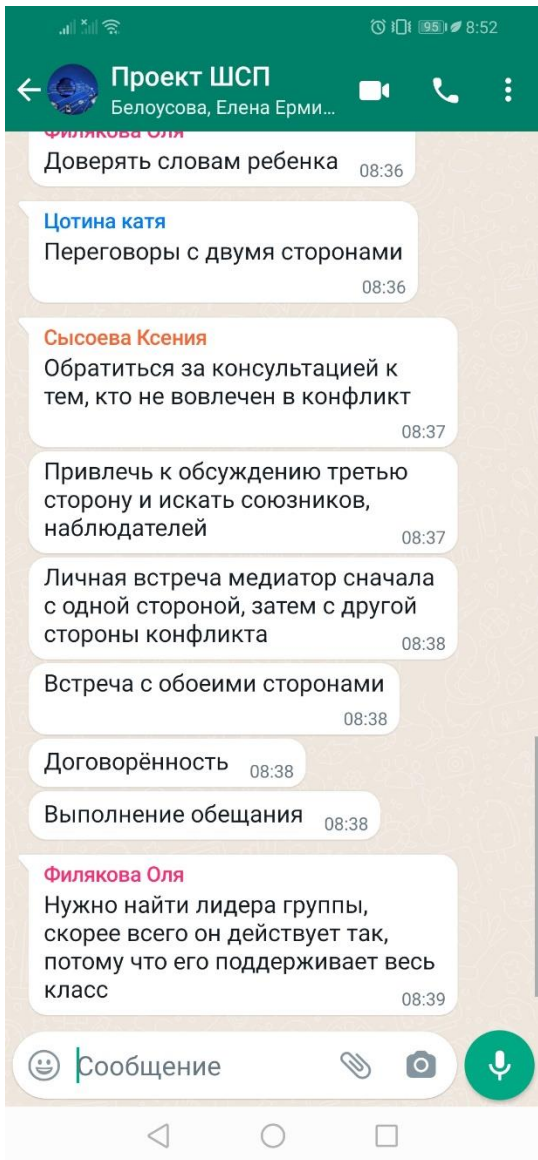 95 8:52
Проект ШСП
Белоусова, Елена Ерми...
Филякова Оля
Доверять словам ребенка 08:36
Цотина катя
Переговоры с двумя сторонами
08:36
Сысоева Ксения
Обратиться за консультацией к
тем, кто не вовлечен в конфликт
08:37
Привлечь к обсуждению третью
сторону и искать союзников,
наблюдателей 08:37
Личная встреча медиатор сначала
с одной стороной, затем с другой
стороны конфликта 08:38
Встреча с обоеими сторонами
08:38
Договорённость 08:38
Выполнение обещания 08:38
Филякова Оля
Нужно найти лидера группы,
скорее всего он действует так,
потому что его поддерживает весь
класс 08:39
Сообщение